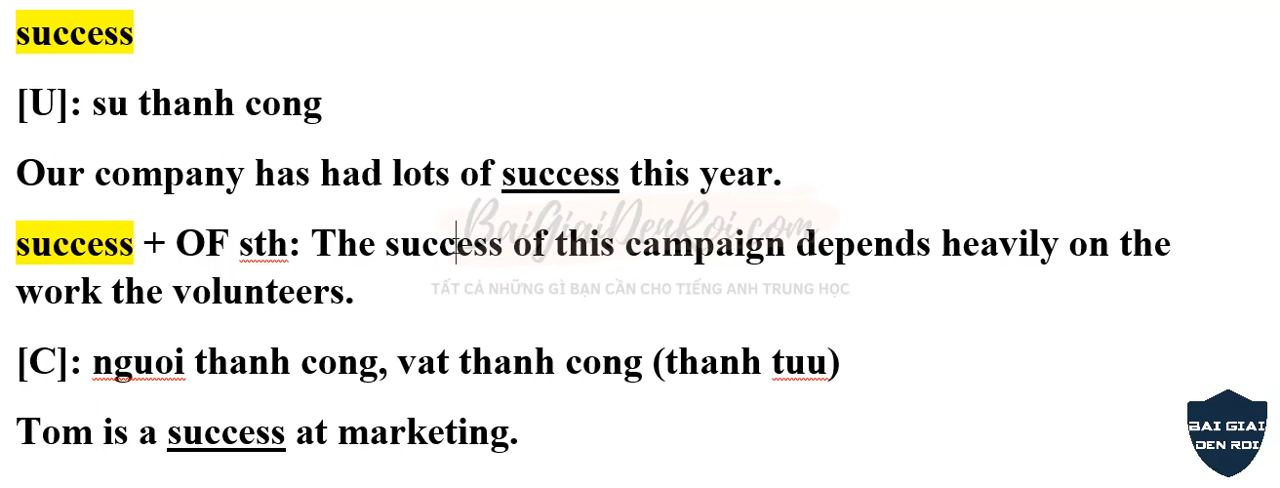 success
[U]: su thanh cong
Our company has had lots of success this year.
success + OF sth: The success of this campaign depends heavily on the
work the volunteers.
BaiGiaiDenRoi.com
TẤT CẢ NHỮNG GÌ BẠN CẦN CHO TIẾNG ANH TRUNG HỌC
[C]: nguoi thanh cong, vat thanh cong (thanh tuu)
Tom is a success at marketing.
BAI GIAI
DEN ROI